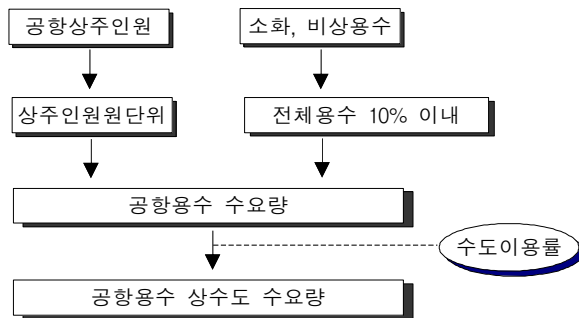 공항상주인원
소화, 비상용수
상주인원원단위
전체용수 10% 이내
공항용수 수요량
수도이용률
공항용수 상수도 수요량